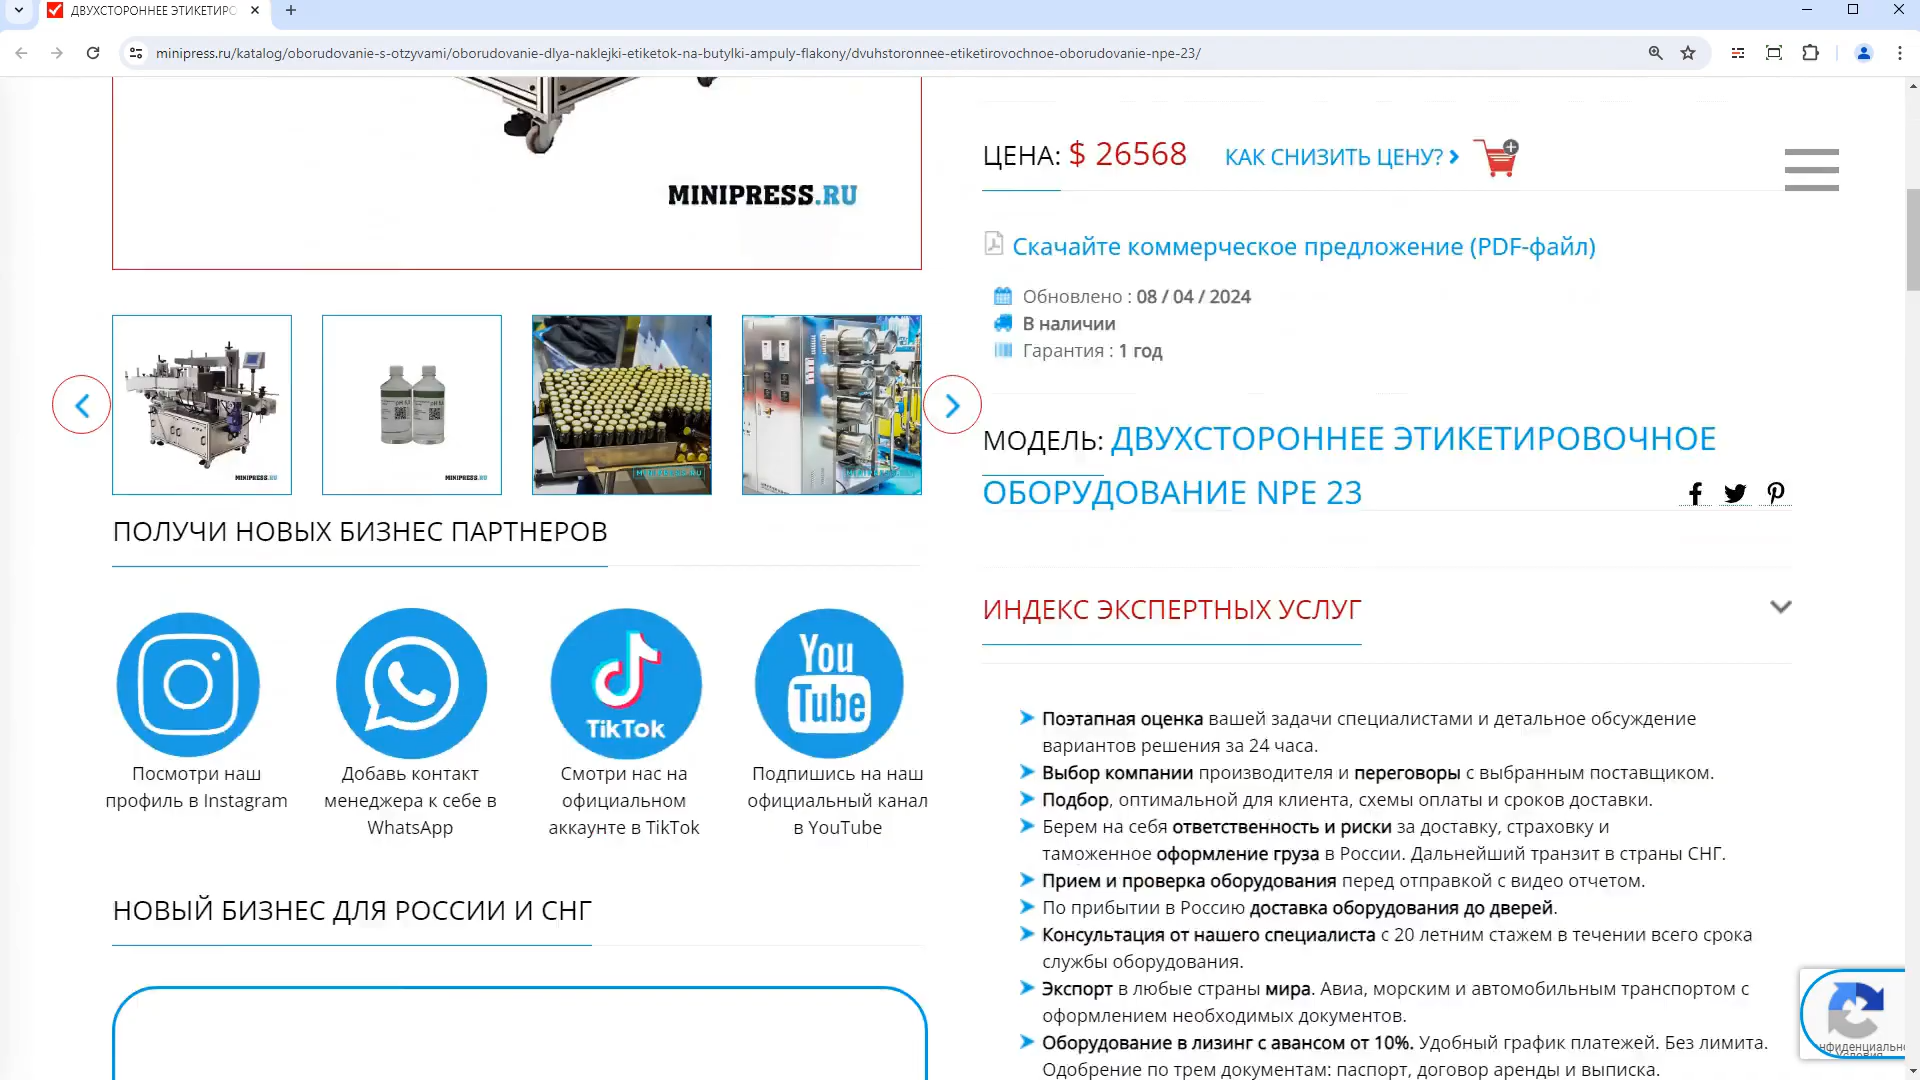 ДВУХСТОРОННЕЕ ЭТИКЕТИРО
minipress.ru/katalog/oborudovanie-s-otzyvami/oborudovanie-dlya-naklejki-etiketok-na-butylki-ampuly-flakony/dvuhstoronnee-etiketirovochnoe-oborudovanie-npe-23/
MINIPRESS.RU
MINIPRESS.RU
MINIPRESS.RU
MINIPRESS.RU
ПОЛУЧИ НОВЫХ БИЗНЕС ПАРТНЕРОВ
TikTok
You
Tube
Посмотри наш
профиль в Instagram
Добавь контакт
менеджера к себе в
WhatsApp
Смотри нас на
официальном
аккаунте в TikTok
Подпишись на наш
официальный канал
в YouTube
НОВЫЙ БИЗНЕС ДЛЯ РОССИИ И СНГ
ЦЕНА: $ 26568 КАК СНИЗИТЬ ЦЕНУ?
Скачайте коммерческое предложение (PDF-файл)
Обновлено : 08 / 04 / 2024
В наличии
Гарантия : 1 год
МОДЕЛЬ: ДВУХСТОРОННЕЕ ЭТИКЕТИРОВОЧНОЕ
ОБОРУДОВАНИЕ NPE 23
ИНДЕКС ЭКСПЕРТНЫХ УСЛУГ
Поэтапная оценка вашей задачи специалистами и детальное обсуждение
вариантов решения за 24 часа.
Выбор компании производителя и переговоры с выбранным поставщиком.
Подбор, оптимальной для клиента, схемы оплаты и сроков доставки.
Берем на себя ответственность и риски за доставку, страховку и
таможенное оформление груза в России. Дальнейший транзит в страны СНГ.
Прием и проверка оборудования перед отправкой с видео отчетом.
По прибытии в Россию доставка оборудования до дверей.
Консультация от нашего специалиста с 20 летним стажем в течении всего срока
службы оборудования.
Экспорт в любые страны мира. Авиа, морским и автомобильным транспортом с
оформлением необходимых документов.
Оборудование в лизинг с авансом от 10%. Удобный график платежей. Без лимита.
Одобрение по трем документам: паспорт, договор аренды и выписка.
нфиденциальн